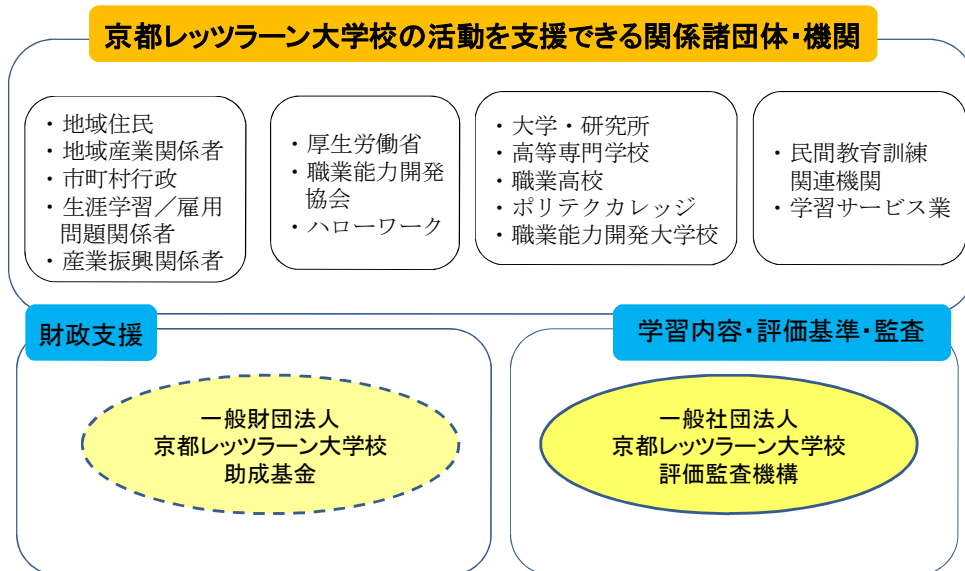 京都レッツラーン大学校の活動を支援できる関係諸団体・機関
・地域住民
・地域産業関係者
・市町村行政
・生涯学習／雇用
問題関係者
・産業振興関係者
・厚生労働省
・職業能力開発
協会
・ハローワーク
・大学・研究所
・高等専門学校
・職業高校
・ポリテクカレッジ
・職業能力開発大学校
・民間教育訓練
関連機関
・学習サービス業
財政支援
一般財団法人
京都レッツラーン大学校
助成基金
学習内容・評価基準・監査
一般社団法人
京都レッツラーン大学校
評価監査機構